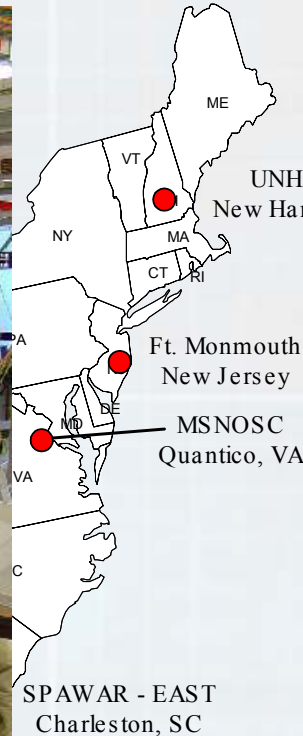 ME
VT
UNH
New Har
NY
MA
CT
RI
PA
Ft. Monmouth
New Jersey
DE
MD
MSNOSC
Quantico, VA
VA
C
SPAWAR - EAST
Charleston, SC